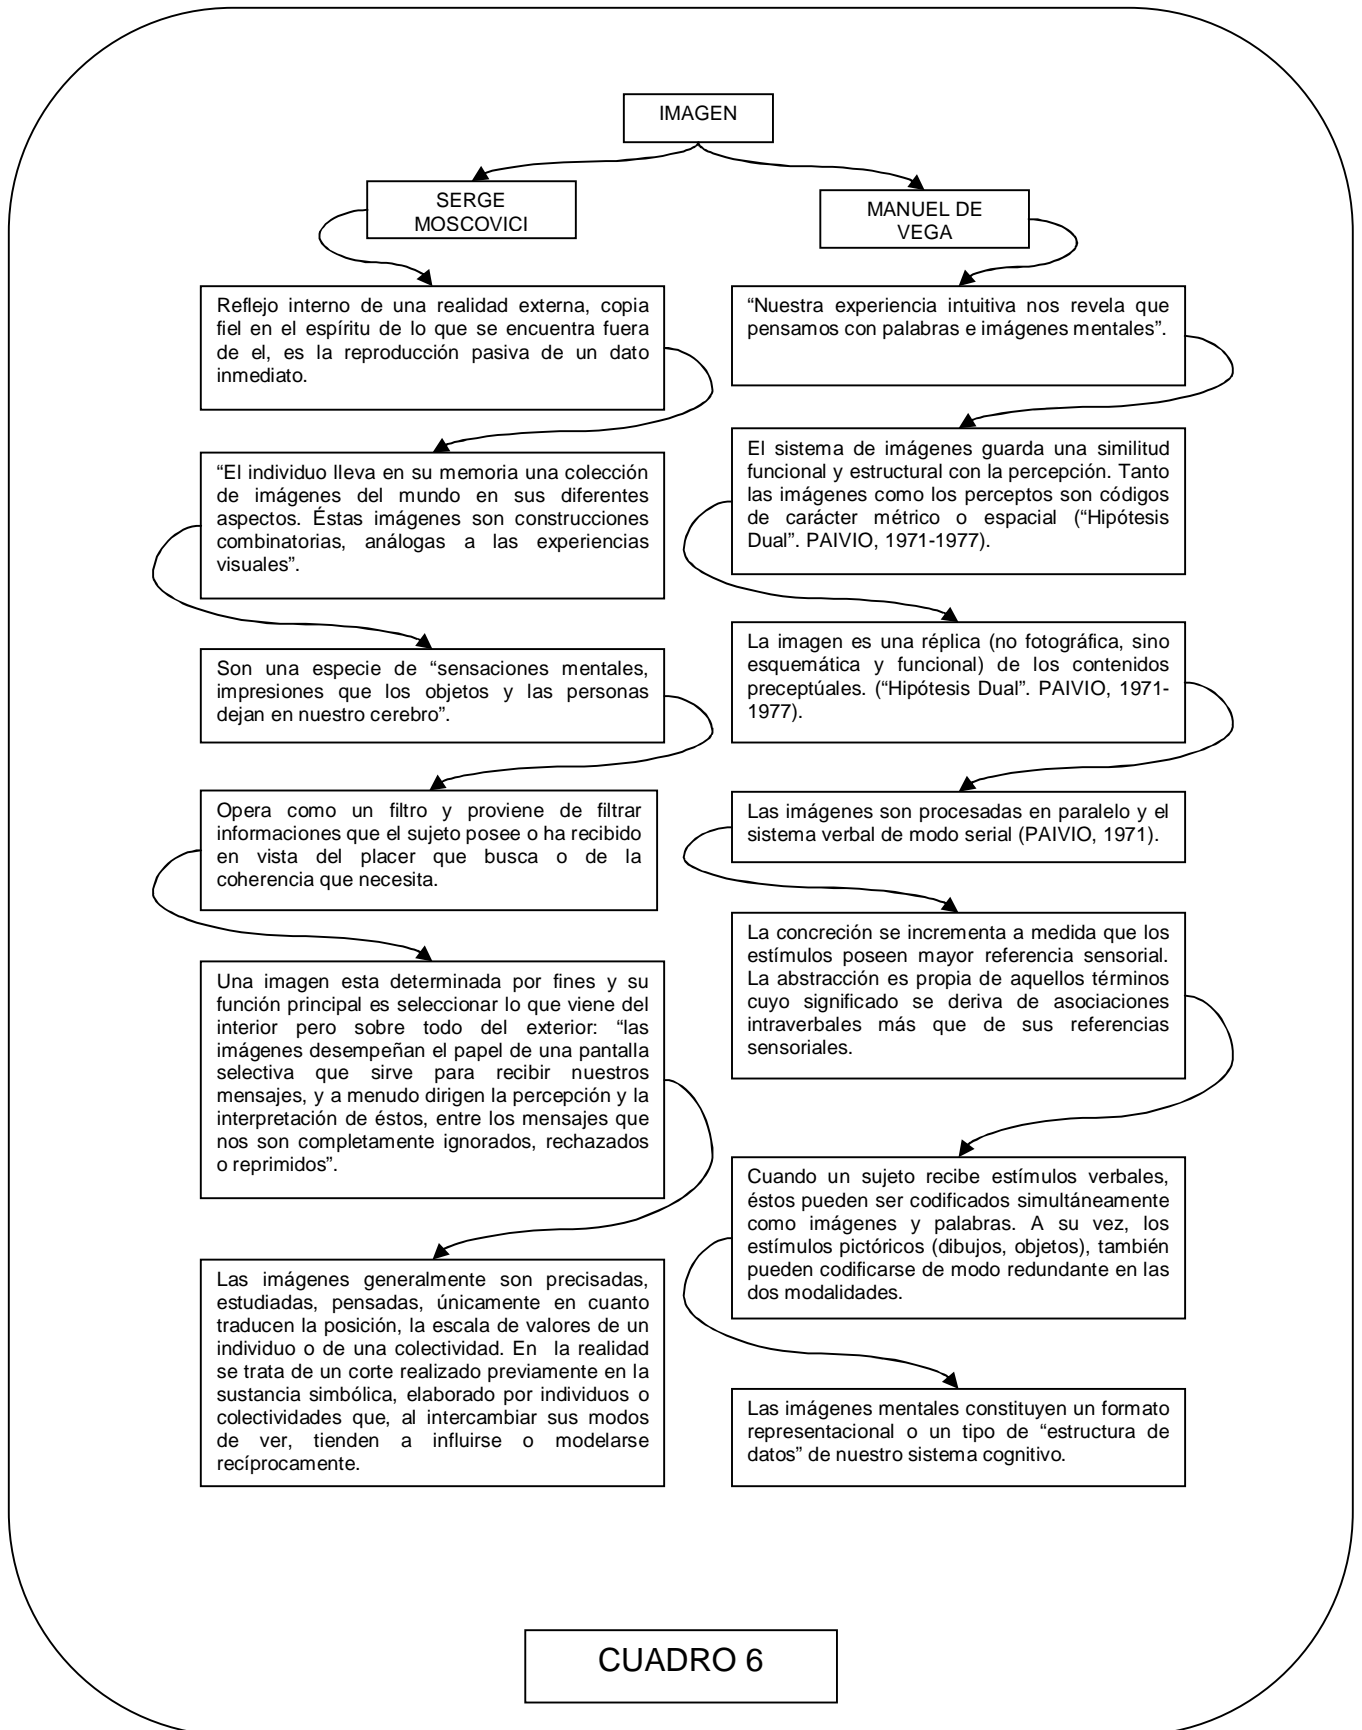 IMAGEN
SERGE
MOSCOVICI
Reflejo interno de una realidad externa, copia
fiel en el espíritu de lo que se encuentra fuera
de el, es la reproducción pasiva de un dato
inmediato.
“El individuo lleva en su memoria una colección
de imágenes del mundo en sus diferentes
aspectos. Éstas imágenes son construcciones
combinatorias, análogas a las experiencias
visuales”.
Son una especie de “sensaciones mentales,
impresiones que los objetos y las personas
dejan en nuestro cerebro”.
Opera como un filtro y proviene de filtrar
informaciones que el sujeto posee o ha recibido
en vista del placer que busca o de la
coherencia que necesita.
Una imagen esta determinada por fines y su
función principal es seleccionar lo que viene del
interior pero sobre todo del exterior: “las
imágenes desempeñan el papel de una pantalla
selectiva que sirve para recibir nuestros
mensajes, y a menudo dirigen la percepción y la
interpretación de éstos, entre los mensajes que
nos son completamente ignorados, rechazados
o reprimidos”.
Las imágenes generalmente son precisadas,
estudiadas, pensadas, únicamente en cuanto
traducen la posición, la escala de valores de un
individuo o de una colectividad. En la realidad
se trata de un corte realizado previamente en la
sustancia simbólica, elaborado por individuos o
colectividades que, al intercambiar sus modos
de ver, tienden a influirse o modelarse
recíprocamente.
MANUEL DE
VEGA
“Nuestra experiencia intuitiva nos revela que
pensamos con palabras e imágenes mentales”.
El sistema de imágenes guarda una similitud
funcional y estructural con la percepción. Tanto
las imágenes como los perceptos son códigos
de carácter métrico o espacial (“Hipótesis
Dual”. PAIVIO, 1971-1977).
La imagen es una réplica (no fotográfica, sino
esquemática y funcional) de los contenidos
preceptúales. (“Hipótesis Dual”. PAIVIO, 1971-
1977).
Las imágenes son procesadas en paralelo y el
sistema verbal de modo serial (PAIVIO, 1971).
La concreción se incrementa a medida que los
estímulos poseen mayor referencia sensorial.
La abstracción es propia de aquellos términos
cuyo significado se deriva de asociaciones
intraverbales más que de sus referencias
sensoriales.
Cuando un sujeto recibe estímulos verbales,
éstos pueden ser codificados simultáneamente
como imágenes y palabras. A su vez, los
estímulos pictóricos (dibujos, objetos), también
pueden codificarse de modo redundante en las
dos modalidades.
Las imágenes mentales constituyen un formato
representacional o un tipo de “estructura de
datos” de nuestro sistema cognitivo.
CUADRO 6